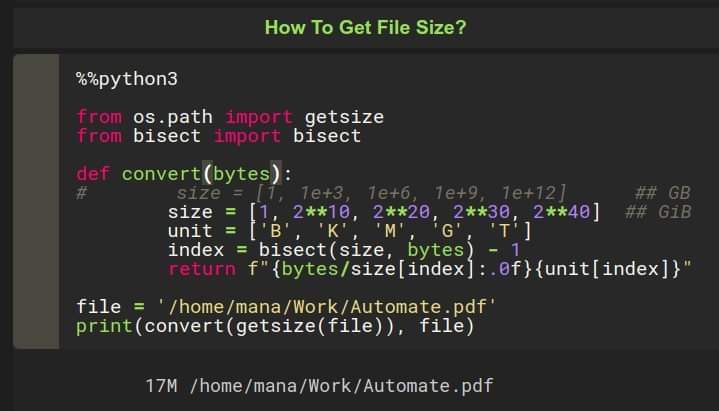 How To Get File Size?
%%python3
from os.path import getsize
from bisect import bisect
def convert(bytes):
#        size = [1, 1e+3, 1e+6, 1e+9, 1e+12]      ## GB
        size = [1, 2**10, 2**20, 2**30, 2**40]  ## GiB
        unit = ['B', 'K', 'M', 'G', 'T']
        index = bisect(size, bytes) - 1
        return f"{bytes/size[index]:.0f}{unit[index]}"
file = '/home/mana/Work/Automate.pdf'
print(convert(getsize(file)), file)
17M /home/mana/Work/Automate.pdf